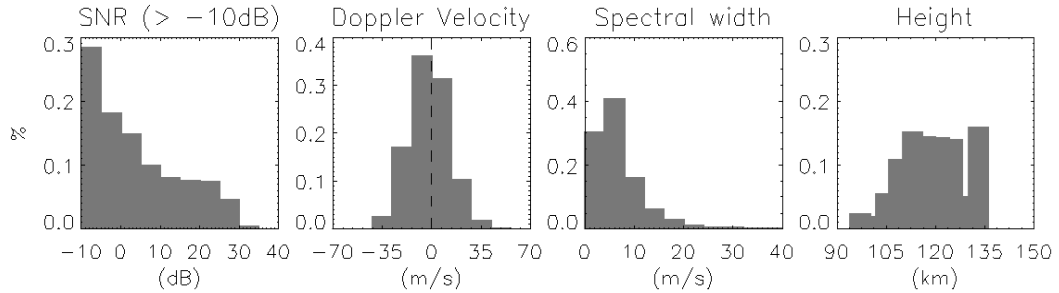 SNR (> −10dB)
Doppler Velocity
Spectral width
Height
%
0.3
0.2
0.1
0.0
−10 0 10 20 30 40
(dB)
0.4
0.3
0.2
0.1
0.0
−70 −35 0 35 70
(m/s)
0.6
0.4
0.2
0.0
0 10 20 30 40
(m/s)
0.3
0.2
0.1
0.0
90 105 120 135 150
(km)